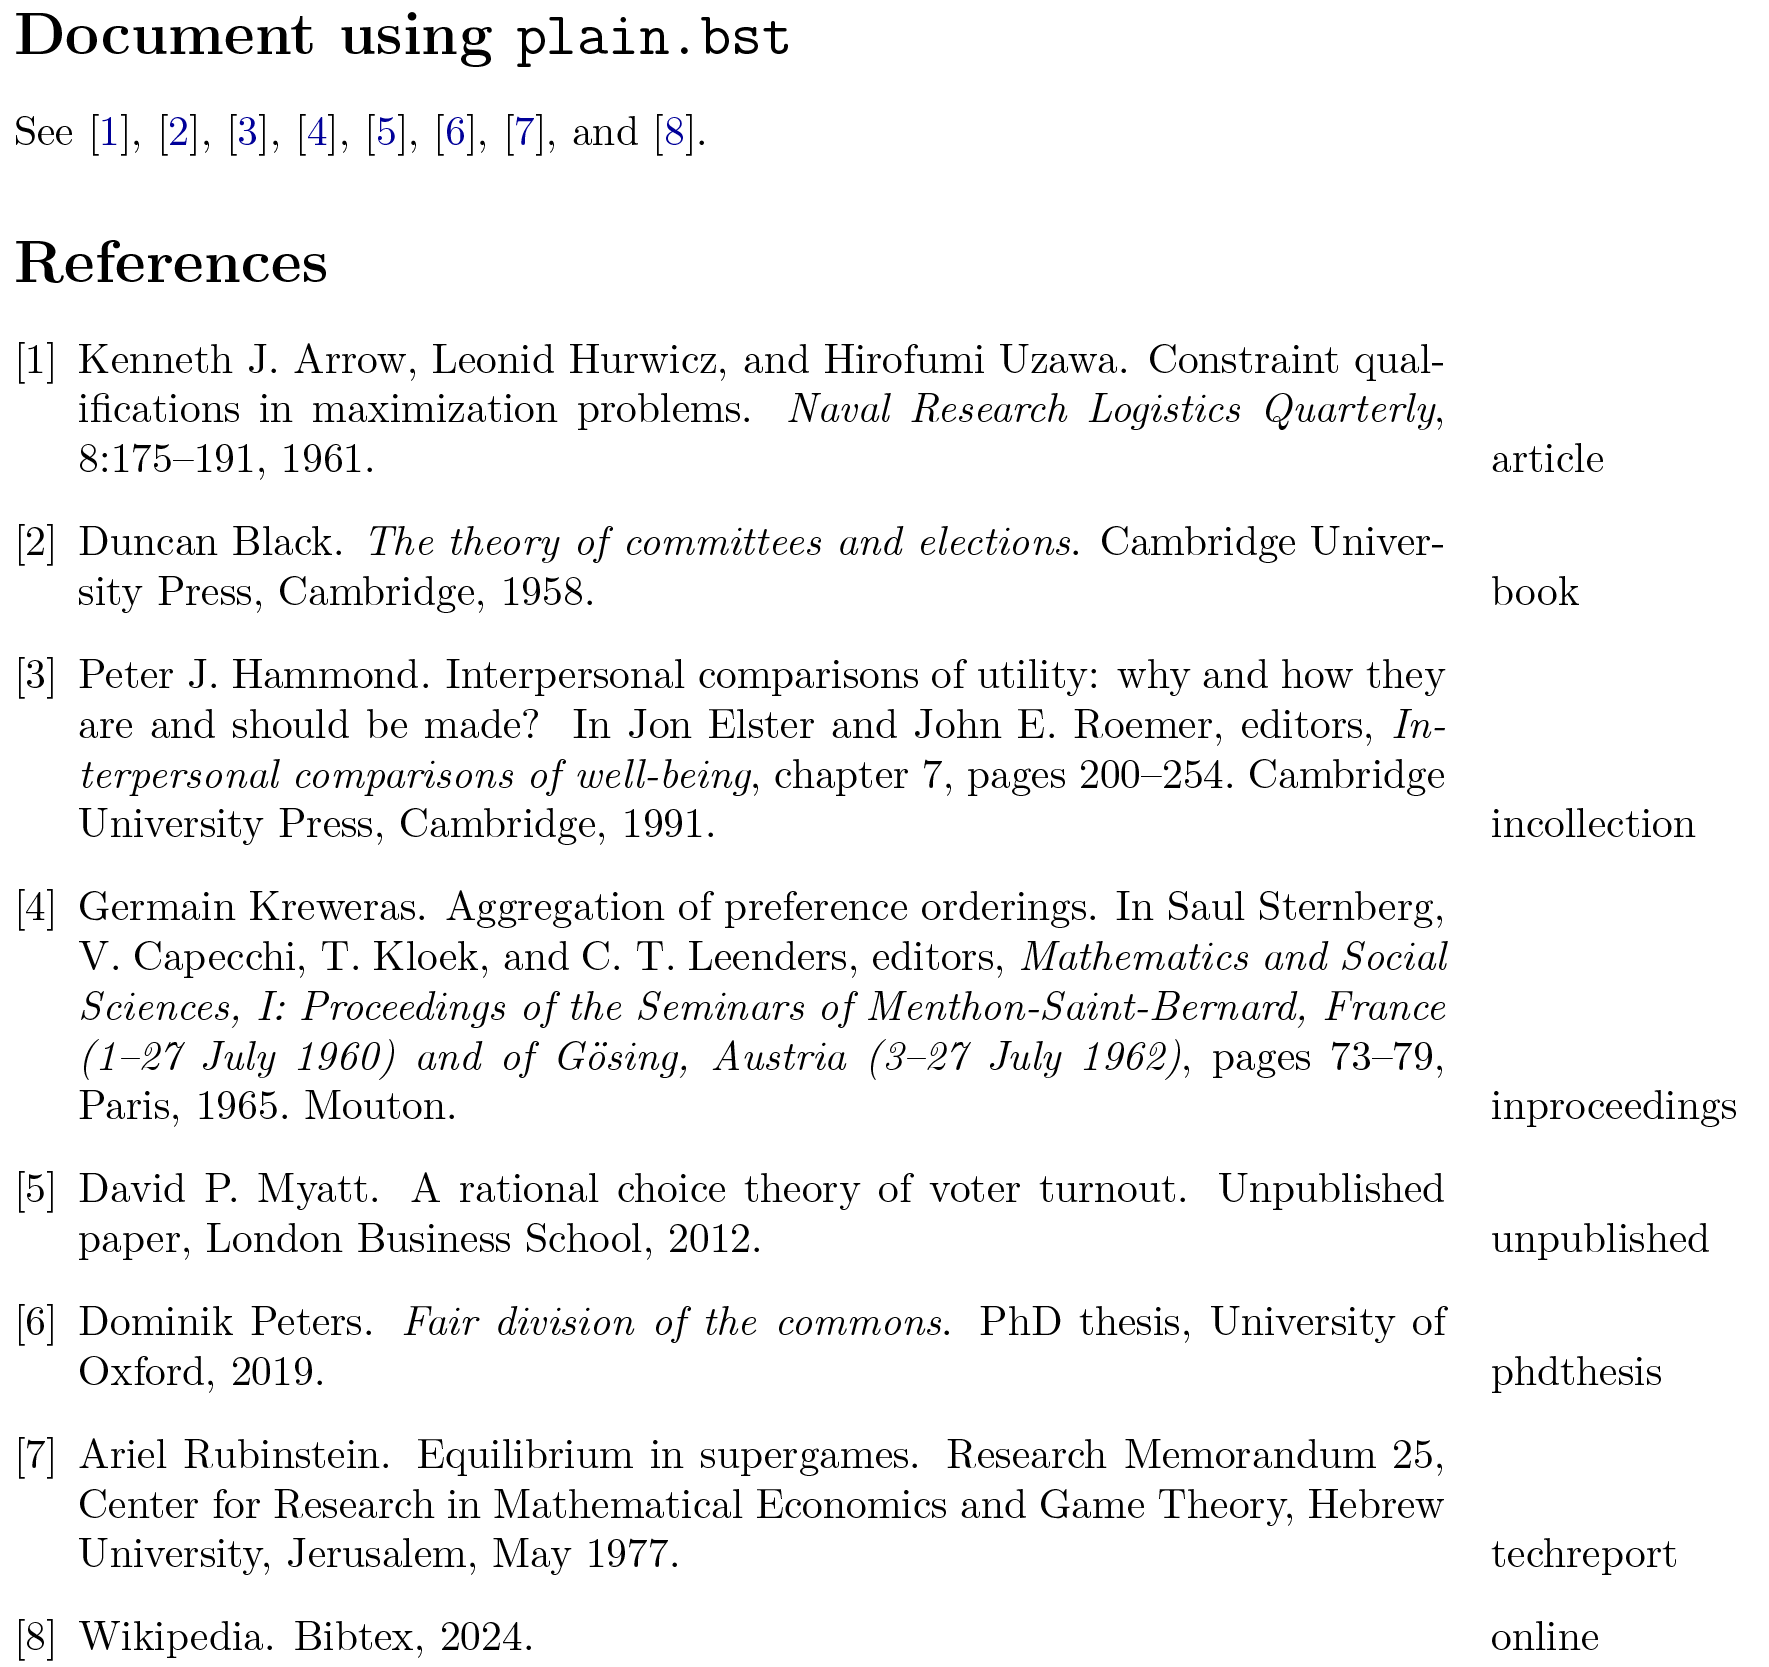 Document using plain.bst
See [1], [2], [3], [4], [5], [6], [7], and [8].
References
[1] Kenneth J. Arrow, Leonid Hurwicz, and Hirofumi Uzawa. Constraint qual-
ifications in maximization problems. Naval Research Logistics Quarterly,
8:175–191, 1961. article
[2] Duncan Black. The theory of committees and elections. Cambridge Univer-
sity Press, Cambridge, 1958. book
[3] Peter J. Hammond. Interpersonal comparisons of utility: why and how they
are and should be made? In Jon Elster and John E. Roemer, editors, In-
terpersonal comparisons of well-being, chapter 7, pages 200–254. Cambridge
University Press, Cambridge, 1991. incollection
[4] Germain Kreweras. Aggregation of preference orderings. In Saul Sternberg,
V. Capecchi, T. Kloek, and C. T. Leenders, editors, Mathematics and Social
Sciences, I: Proceedings of the Seminars of Menthon-Saint-Bernard, France
(1–27 July 1960) and of Gösing, Austria (3–27 July 1962), pages 73–79,
Paris, 1965. Mouton. inproceedings
[5] David P. Myatt. A rational choice theory of voter turnout. Unpublished
paper, London Business School, 2012. unpublished
[6] Dominik Peters. Fair division of the commons. PhD thesis, University of
Oxford, 2019. phdthesis
[7] Ariel Rubinstein. Equilibrium in supergames. Research Memorandum 25,
Center for Research in Mathematical Economics and Game Theory, Hebrew
University, Jerusalem, May 1977. techreport
[8] Wikipedia. Bibtex, 2024. online